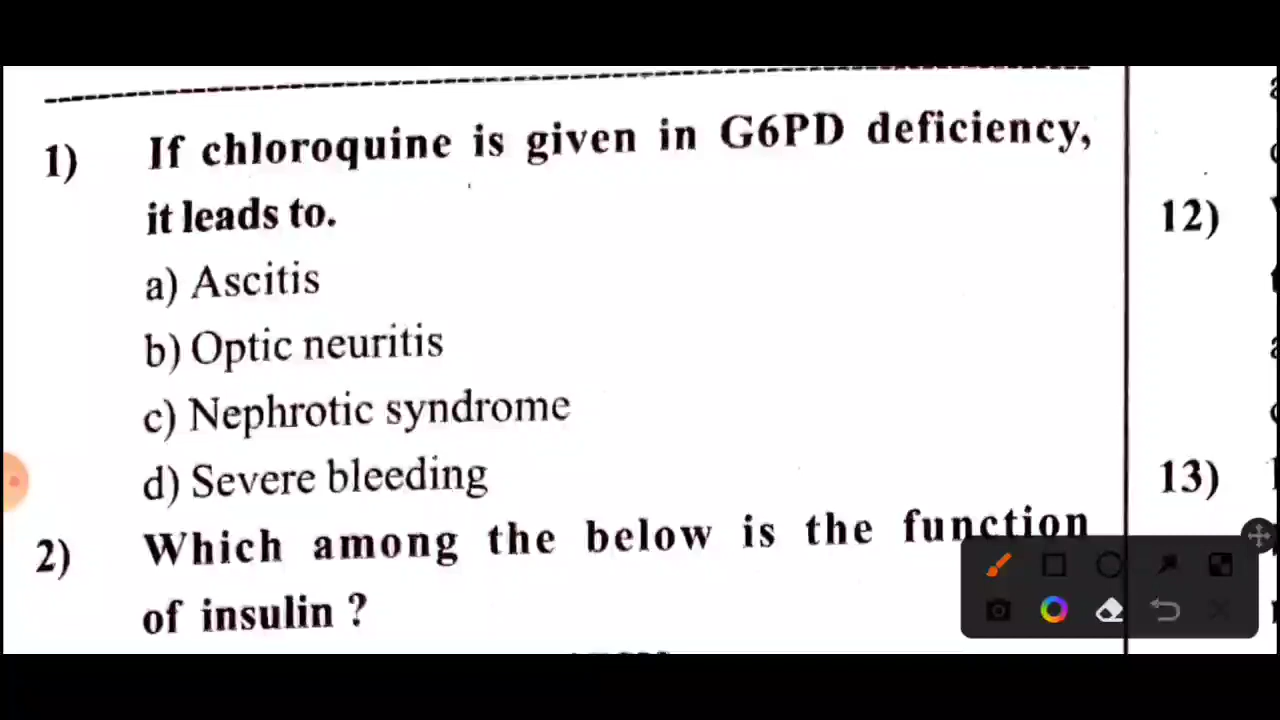 1) If chloroquine is given in G6PD deficiency,
it leads to.
a) Ascitis
b) Optic neuritis
c) Nephrotic syndrome
d) Severe bleeding
2) Which among the below is the function
of insulin ?
12)
13)